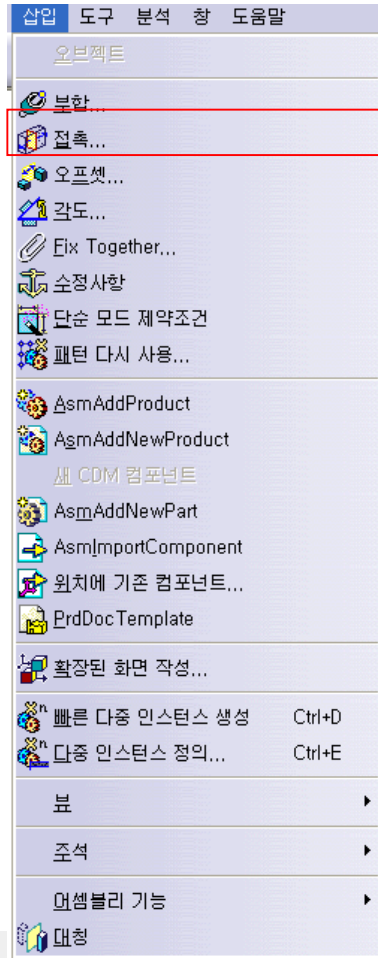 삽입 도구 분석 창 도움말
오브젝트
부합...
접촉...
오프셋...
각도...
Fix Together...
수정사항
단순 모드 제약조건
패턴 다시 사용...
AsmAddProduct
AsmAddNewProduct
새 CDM 컴포넌트
AsmAddNewPart
AsmImportComponent
위치에 기존 컴포넌트...
PrdDocTemplate
확장된 화면 작성...
빠른 다중 인스턴스 생성 Ctrl+D
다중 인스턴스 정의... Ctrl+E
뷰
주석
어셈블리 기능
대칭